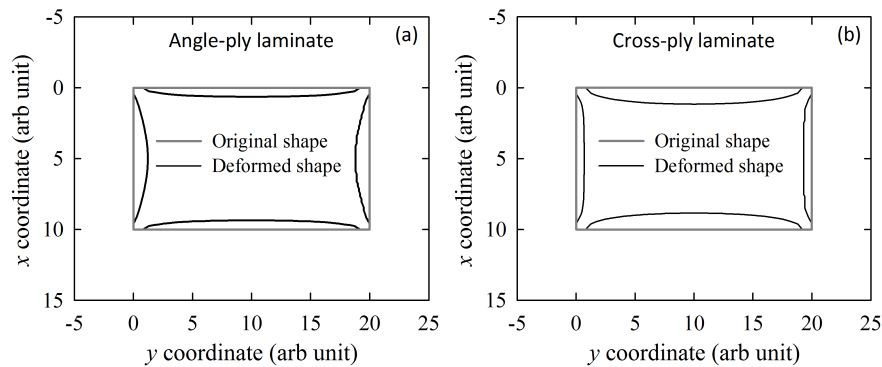 Angle-ply laminate
(a)
-5
0
5
10
15
x coordinate (arb unit)
Original shape
Deformed shape
-5 0 5 10 15 20 25
y coordinate (arb unit)
Cross-ply laminate
(b)
-5
0
5
10
15
x coordinate (arb unit)
Original shape
Deformed shape
-5 0 5 10 15 20 25
y coordinate (arb unit)